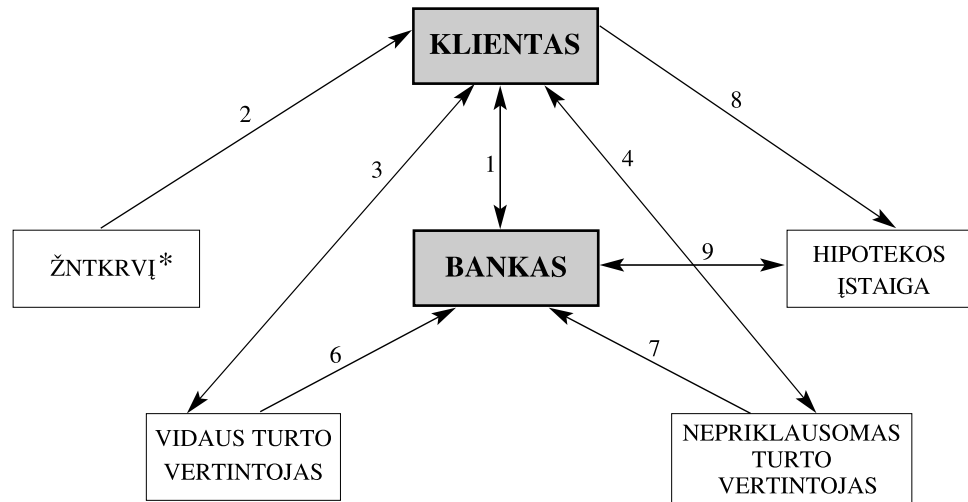 KLIENTAS
2
8
3
1
4
ŽNTKRVĮ*
BANKAS
9
HIPOTEKOS
ĮSTAIGA
6
7
VIDAUS TURTO
VERTINTOJAS
NEPRIKLAUSOMAS
TURTO
VERTINTOJAS